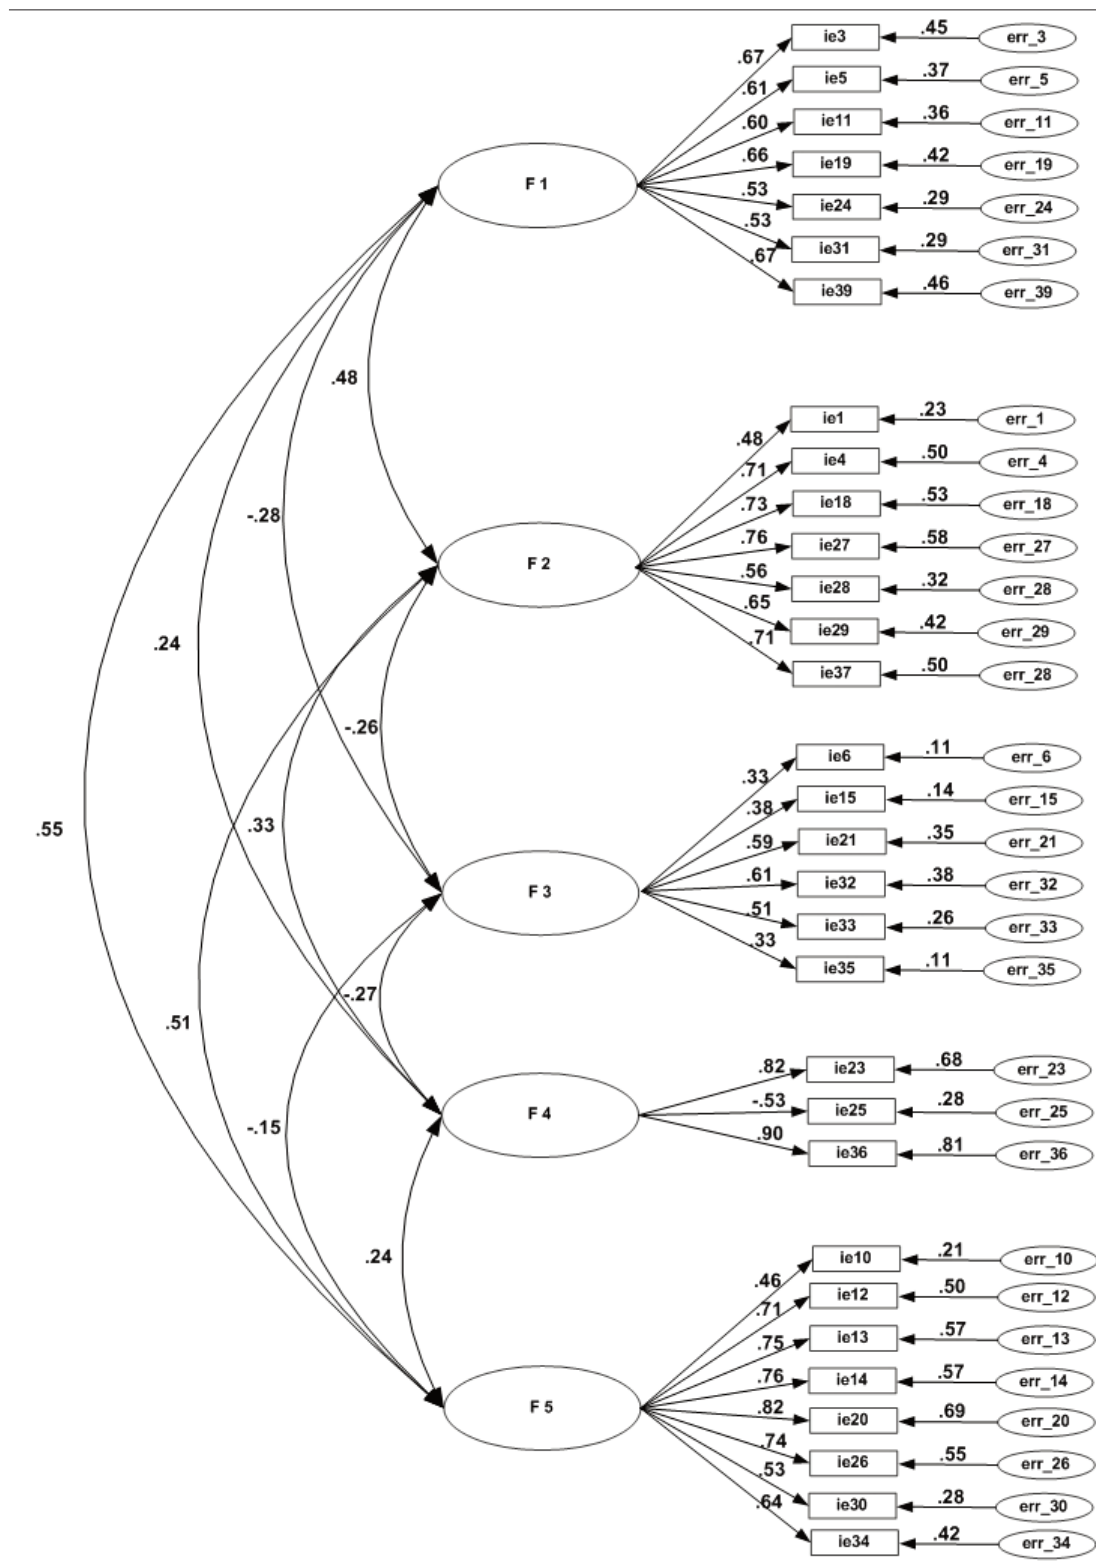 .67 ie3 .45 err_3
.61 ie5 .37 err_5
.60 ie11 .36 err_11
F 1 .66 ie19 .42 err_19
.53 ie24 .29 err_24
.53 ie31 .29 err_31
.67 ie39 .46 err_39
.48
.48 ie1 .23 err_1
.71 ie4 .50 err_4
-.28 .73 ie18 .53 err_18
F 2 .76 ie27 .58 err_27
.56 ie28 .32 err_28
.24 .65 ie29 .42 err_29
.71 ie37 .50 err_28
-.26
.33 ie6 .11 err_6
.55 .33 .38 ie15 .14 err_15
.59 ie21 .35 err_21
F 3 .61 ie32 .38 err_32
.51 ie33 .26 err_33
.33 ie35 .11 err_35
-.27
.51
.82 ie23 .68 err_23
F 4 -.53 ie25 .28 err_25
-.15 .90 ie36 .81 err_36
.24
.46 ie10 .21 err_10
.71 ie12 .50 err_12
.75 ie13 .57 err_13
.76 ie14 .57 err_14
F 5 .82 ie20 .69 err_20
.74 ie26 .55 err_26
.53 ie30 .28 err_30
.64 ie34 .42 err_34